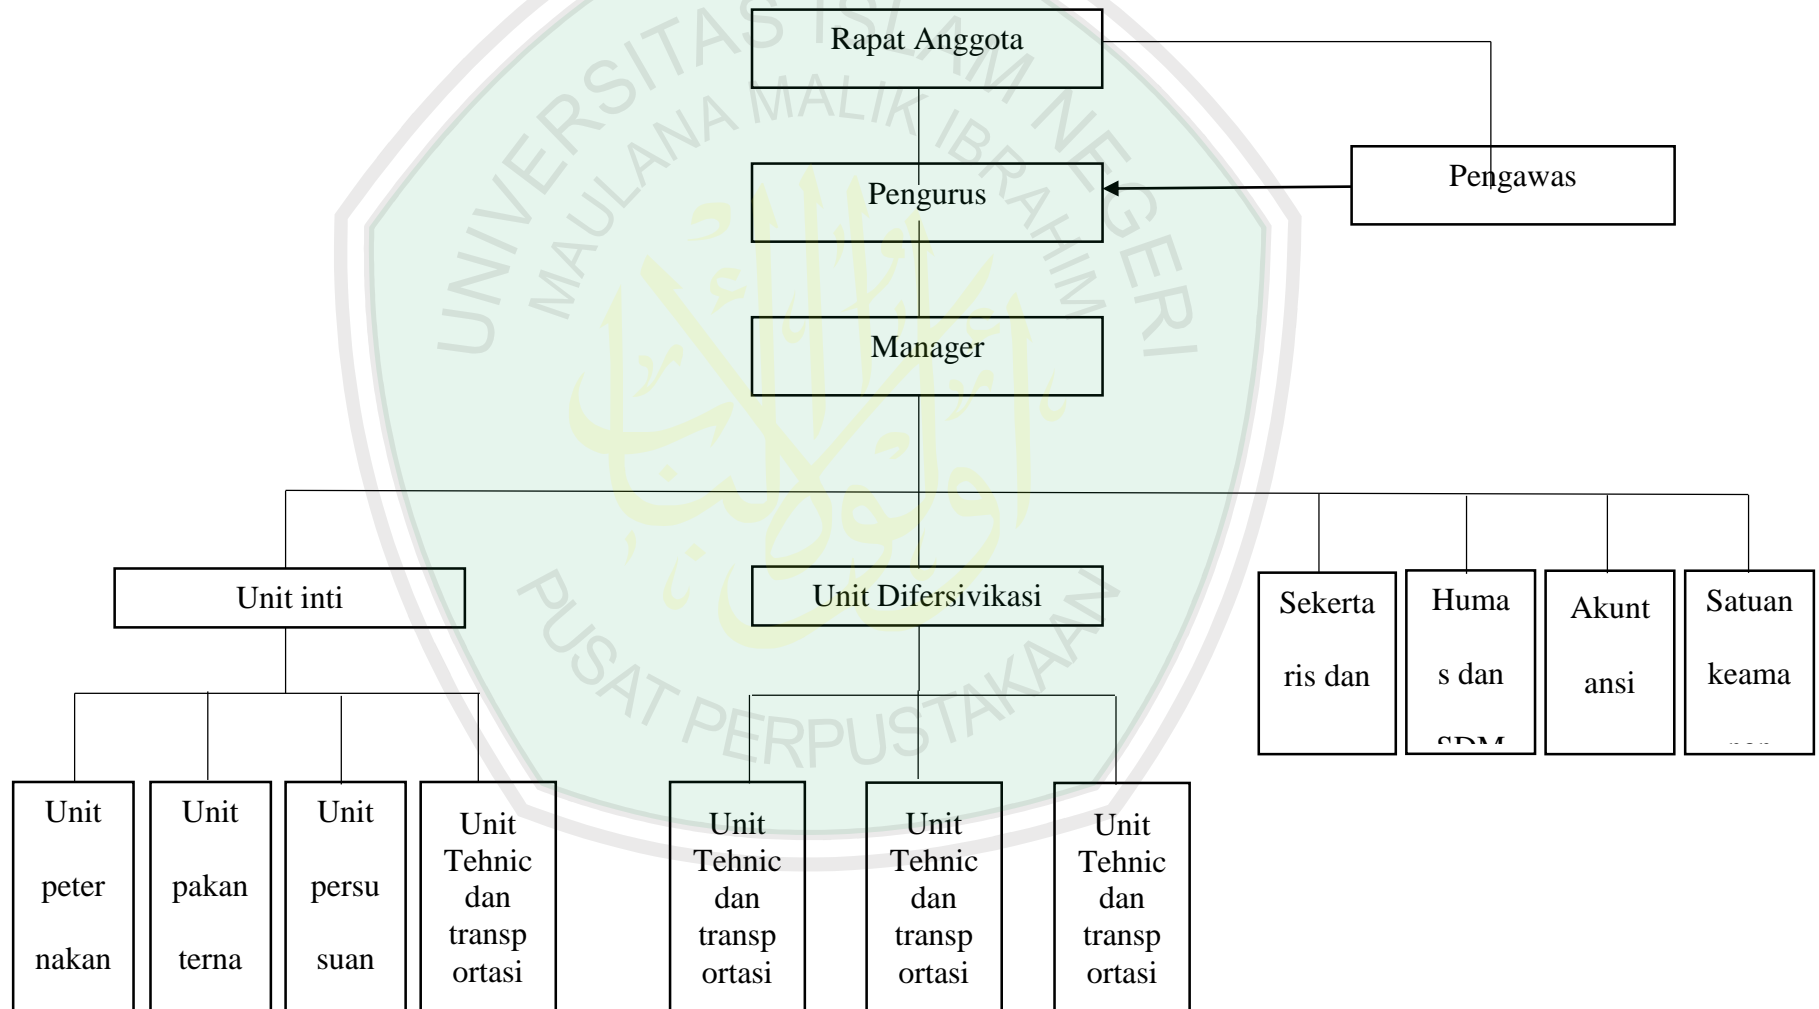 UNIVERSITAS ISLAM NEGERI
MAULANA MALIK IBRAHIM
PUSAT PERPUSTAKAAN
Rapat Anggota
Pengawas
Pengurus
Manager
Unit inti
Unit Difersivikasi
Sekerta
ris dan
Huma
s dan
SDM
Akunt
ansi
Satuan
keama
Unit
peter
nakan
Unit
pakan
terna
Unit
persu
suan
Unit
Tehnic
dan
transp
ortasi
Unit
Tehnic
dan
transp
ortasi
Unit
Tehnic
dan
transp
ortasi
Unit
Tehnic
dan
transp
ortasi